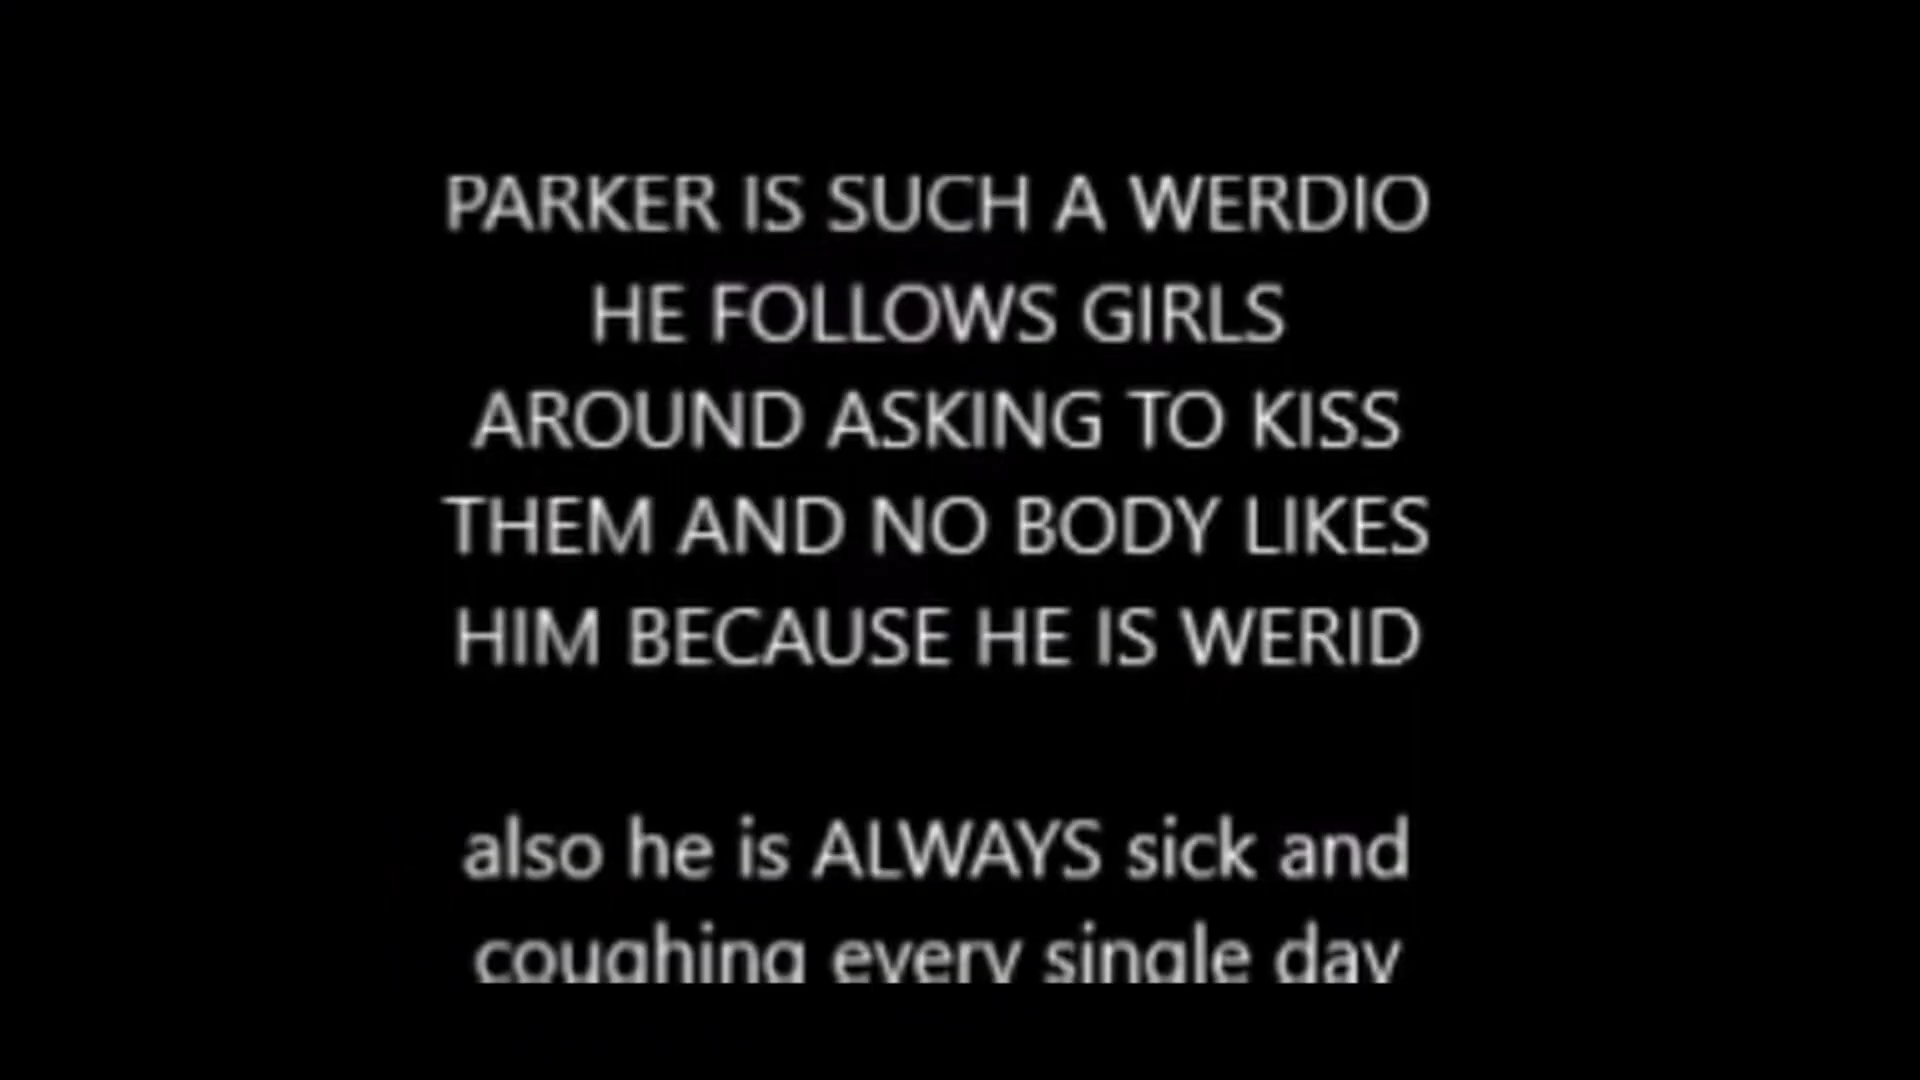 PARKER IS SUCH A WERDIO
HE FOLLOWS GIRLS
AROUND ASKING TO KISS
THEM AND NO BODY LIKES
HIM BECAUSE HE IS WERID
also he is ALWAYS sick and
coughing every single day